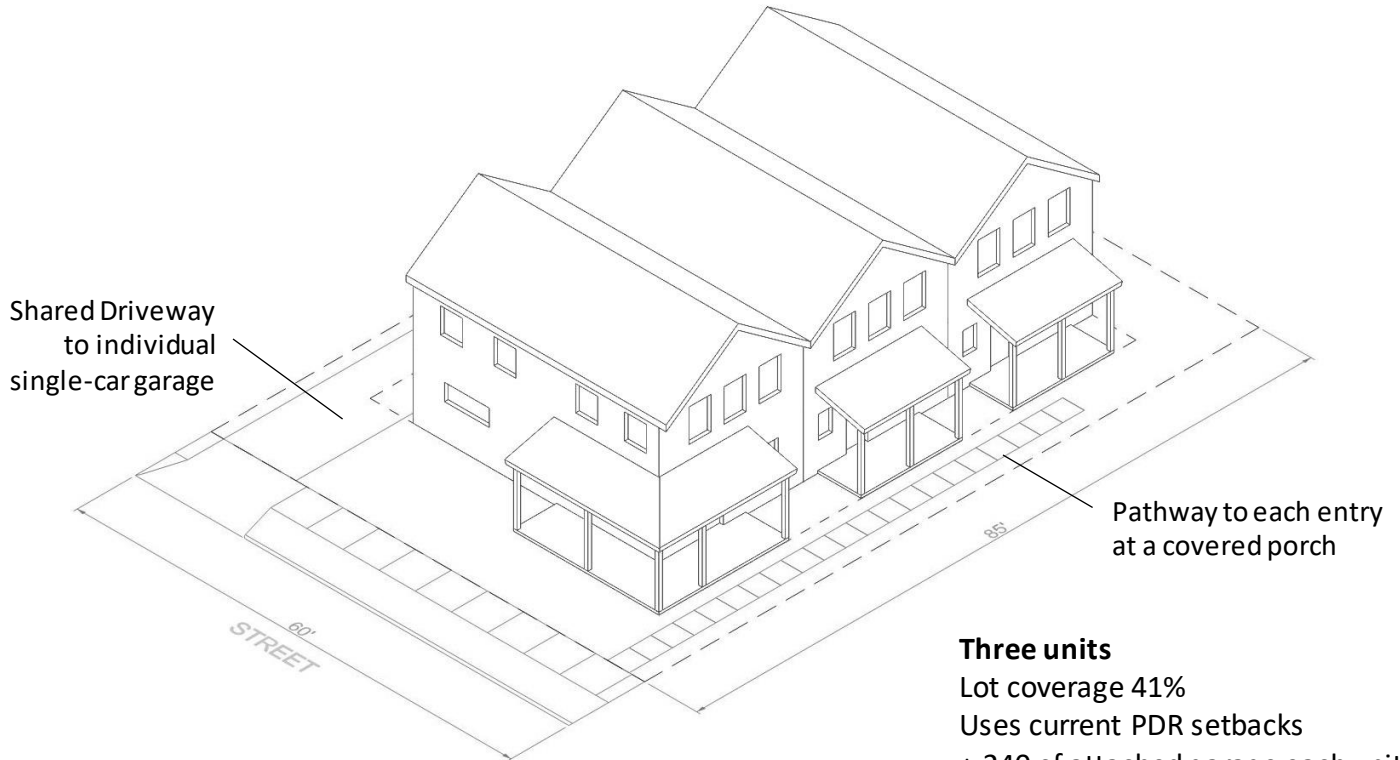 Shared Driveway
to individual
single-car garage
Pathway to each entry
at a covered porch
85'
60'
STREET
Three units
Lot coverage 41%
Uses current PDR setbacks